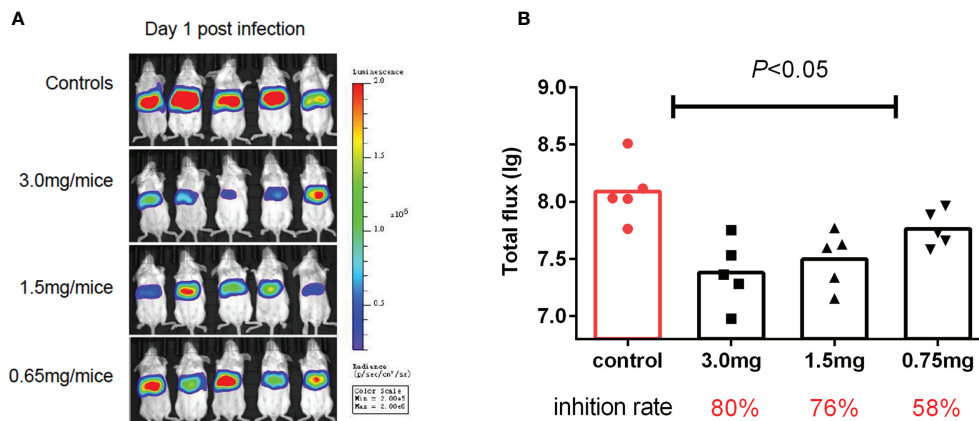 A
Day 1 post infection
Controls
3.0mg/mice
1.5mg/mice
0.65mg/mice
Luminescence
2.0
1.5
x10⁶
1.0
0.5
Radiance
(p/sec/cm²/sr)
Color Scale
Min = 2.00e5
Max = 2.00e6
B
P<0.05
Total flux (lg)
9.0
8.5
8.0
7.5
7.0
control 3.0mg 1.5mg 0.75mg
inhition rate 80% 76% 58%